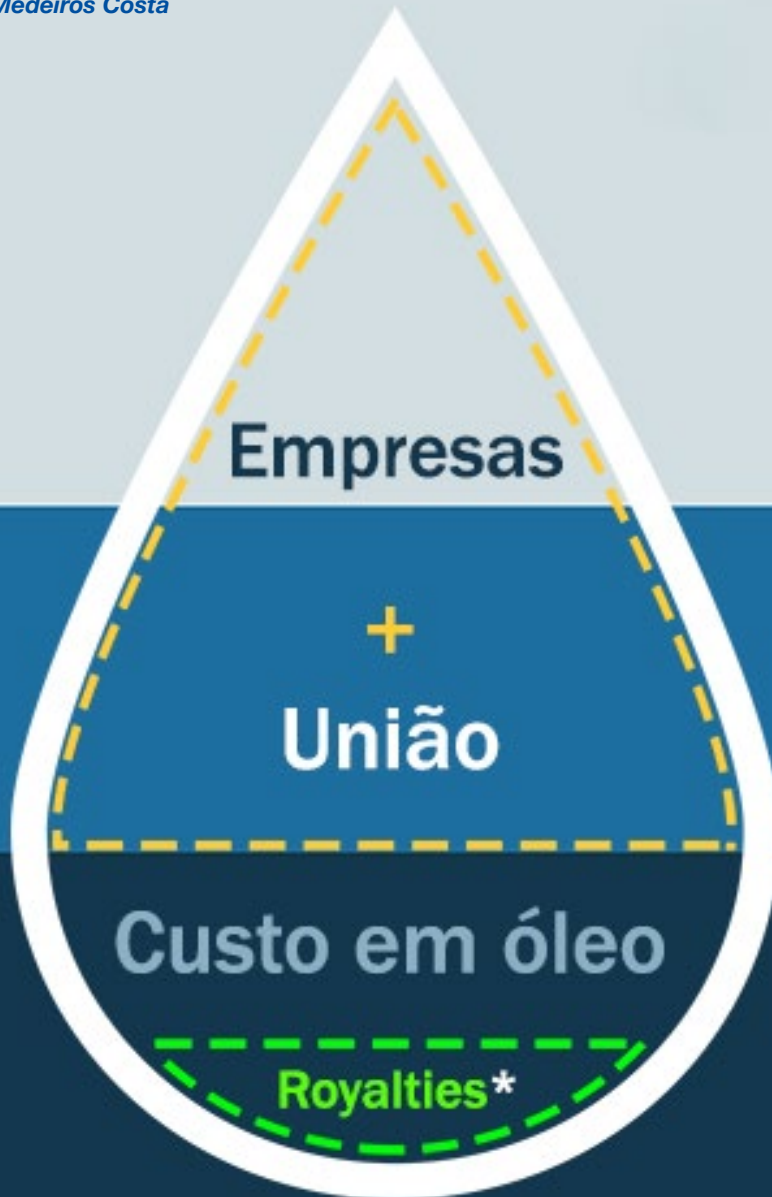 Medeiros Costa
Empresas
+
União
Custo em óleo
Royalties*